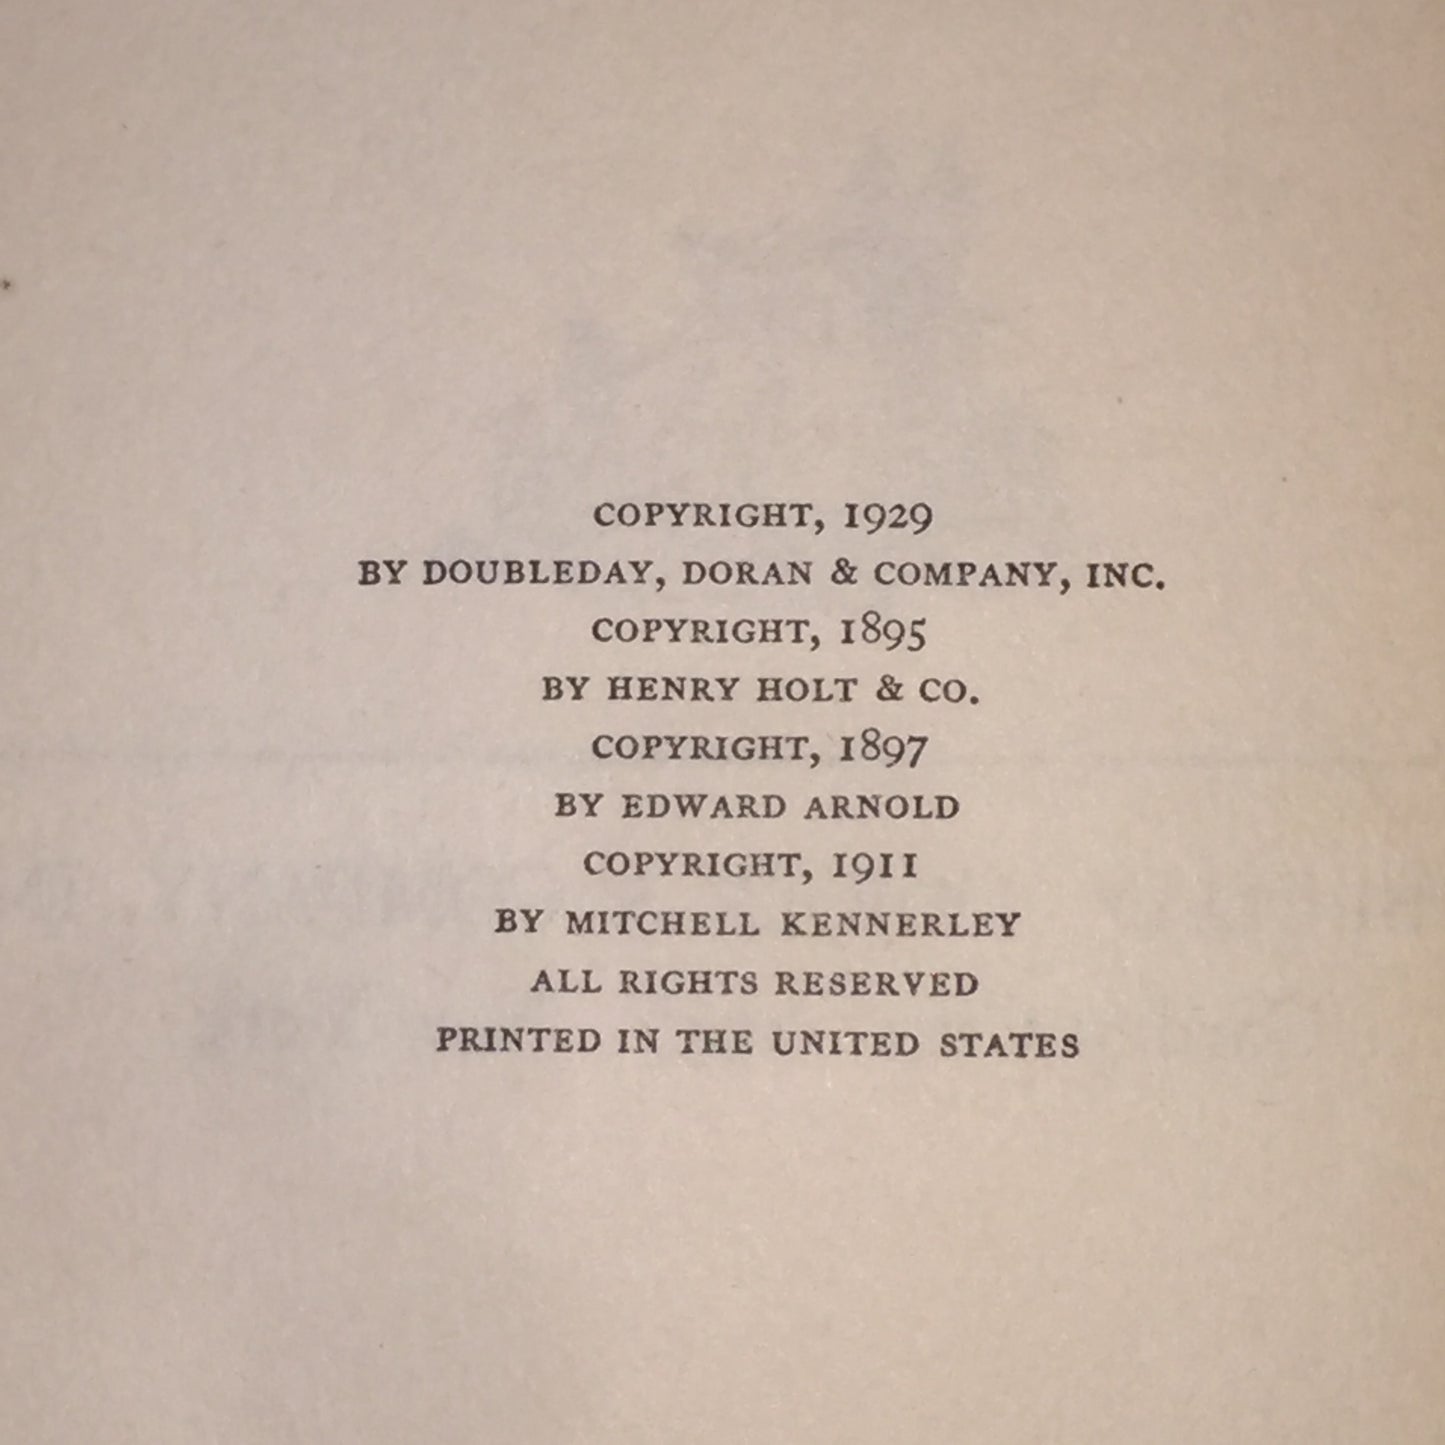 COPYRIGHT, 1929
BY DOUBLEDAY, DORAN & COMPANY, INC.
COPYRIGHT, 1895
BY HENRY HOLT & CO.
COPYRIGHT, 1897
BY EDWARD ARNOLD
COPYRIGHT, 1911
BY MITCHELL KENNERLEY
ALL RIGHTS RESERVED
PRINTED IN THE UNITED STATES